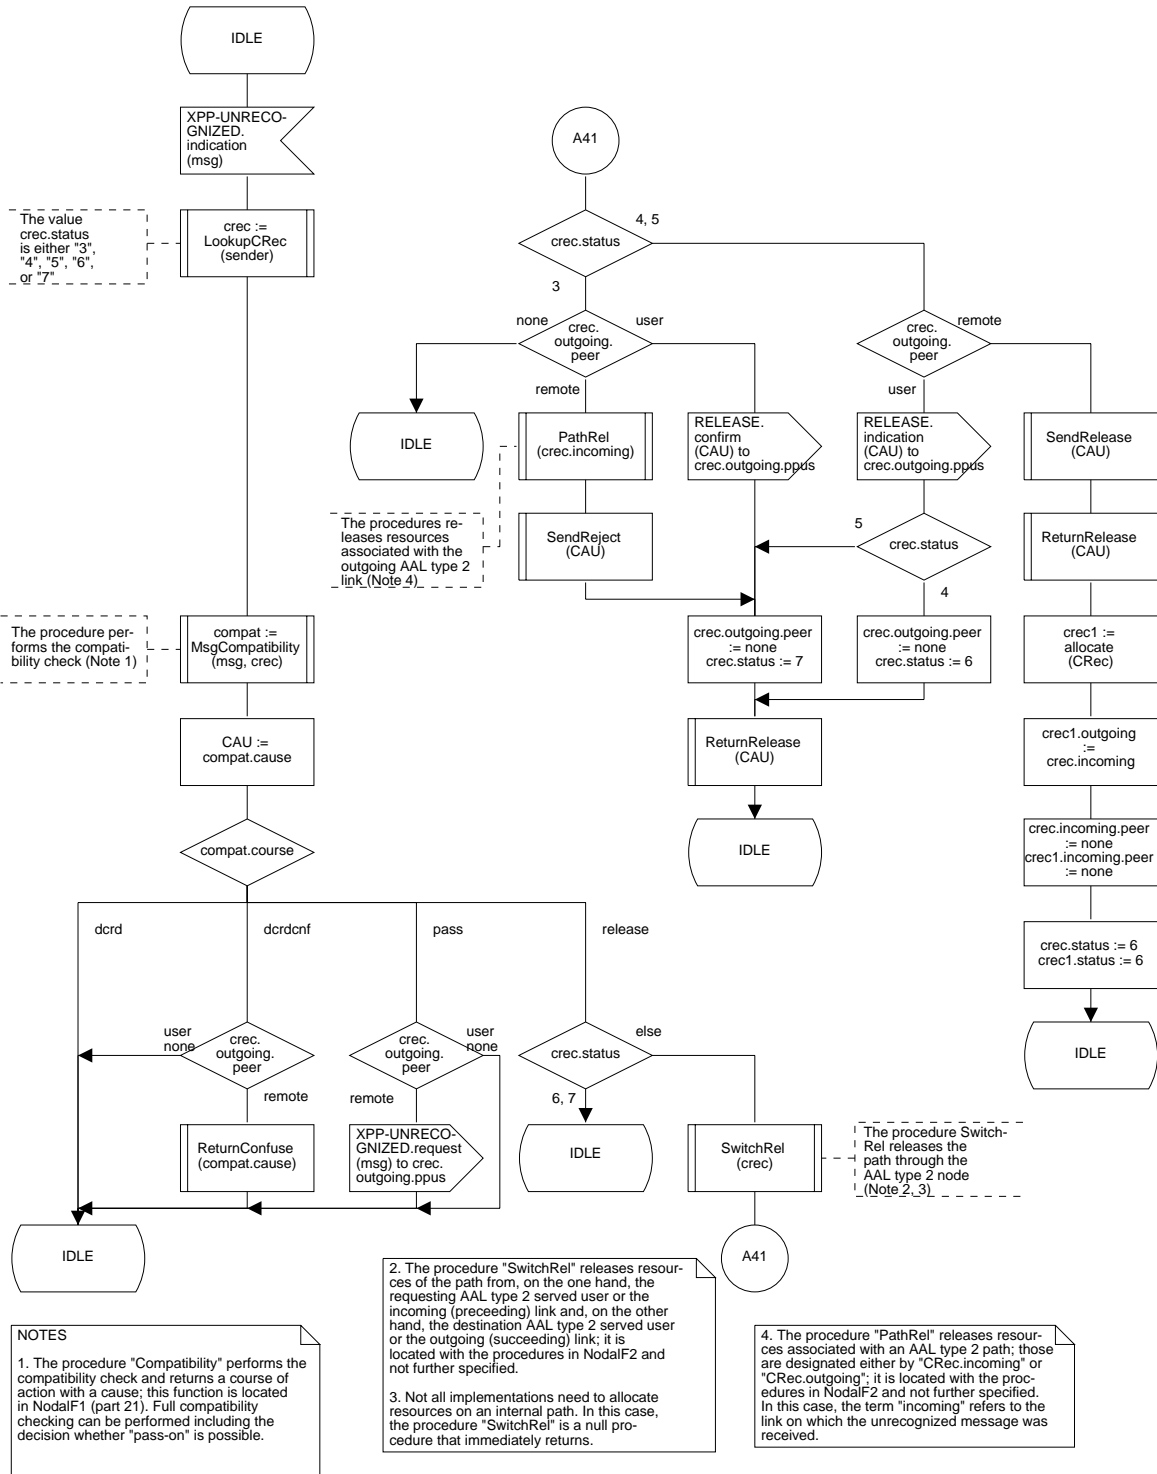 IDLE
XPP-UNRECO-
GNIZED.
indication
(msg)
The value
crec.status
is either "3",
"4", "5", "6",
or "7"
crec :=
LookupCRec
(sender)
The procedure per-
forms the compati-
bility check (Note 1)
compat :=
MsgCompatibility
(msg, crec)
CAU :=
compat.cause
compat.course
dcrd
dcrdcnf
pass
release
user
none
crec.
outgoing.
peer
remote
ReturnConfuse
(compat.cause)
crec.
outgoing.
peer
user
none
remote
XPP-UNRECO-
GNIZED.request
(msg) to crec.
outgoing.ppus
IDLE
crec.status
else
6, 7
IDLE
SwitchRel
(crec)
The procedure Switch-
Rel releases the
path through the
AAL type 2 node
(Note 2, 3)
A41
A41
crec.status
4, 5
3
none
crec.
outgoing.
peer
user
remote
IDLE
PathRel
(crec.incoming)
The procedures re-
leases resources
associated with the
outgoing AAL type 2
link (Note 4)
SendReject
(CAU)
RELEASE.
confirm
(CAU) to
crec.outgoing.ppus
crec.outgoing.peer
:= none
crec.status := 7
ReturnRelease
(CAU)
IDLE
crec.
outgoing.
peer
remote
user
RELEASE.
indication
(CAU) to
crec.outgoing.ppus
5
crec.status
4
crec.outgoing.peer
:= none
crec.status := 6
SendRelease
(CAU)
ReturnRelease
(CAU)
crec1 :=
allocate
(CRec)
crec1.outgoing
:=
crec.incoming
crec.incoming.peer
:= none
crec1.incoming.peer
:= none
crec.status := 6
crec1.status := 6
IDLE
NOTES
1. The procedure "Compatibility" performs the
compatibility check and returns a course of
action with a cause; this function is located
in NodalF1 (part 21). Full compatibility
checking can be performed including the
decision whether "pass-on" is possible.
2. The procedure "SwitchRel" releases resour-
ces of the path from, on the one hand, the
requesting AAL type 2 served user or the
incoming (preceeding) link and, on the other
hand, the destination AAL type 2 served user
or the outgoing (succeeding) link; it is
located with the procedures in NodalF2 and
not further specified.
3. Not all implementations need to allocate
resources on an internal path. In this case,
the procedure "SwitchRel" is a null pro-
cedure that immediately returns.
4. The procedure "PathRel" releases resour-
ces associated with an AAL type 2 path; those
are designated either by "CRec.incoming" or
"CRec.outgoing"; it is located with the proc-
edures in NodalF2 and not further specified.
In this case, the term "incoming" refers to the
link on which the unrecognized message was
received.